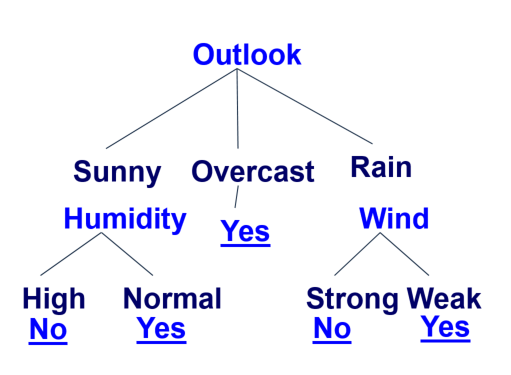 Outlook
Sunny Overcast Rain
Humidity Yes Wind
High Normal Strong Weak
No Yes No Yes